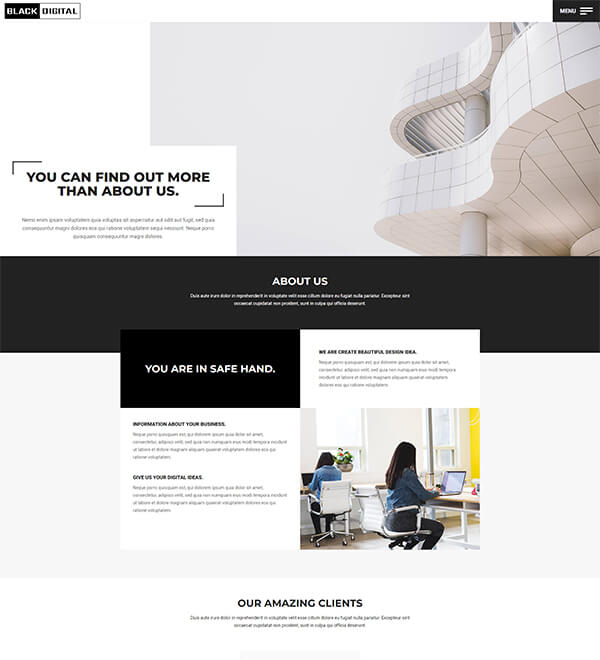 BLACK DIGITAL
MENU
YOU CAN FIND OUT MORE
THAN ABOUT US.
Nemo enim ipsam voluptatem quia voluptas sit aspernatur aut odit aut fugit, sed quia
consequuntur magni dolores eos qui ratione voluptatem sequi nesciunt. Neque porro
quisquam consequuntur magni dolores.
ABOUT US
Duis aute irure dolor in reprehenderit in voluptate velit esse cillum dolore eu fugiat nulla pariatur. Excepteur sint
occaecat cupidatat non proident, sunt in culpa qui officia deserunt.
YOU ARE IN SAFE HAND.
WE ARE CREATE BEAUTIFUL DESIGN IDEA.
Neque porro quisquam est, qui dolorem ipsum quia dolor sit amet,
consectetur, adipisci velit, sed quia non numquam eius modi tempora incidunt
ut labore et dolore magnam aliquam quaerat voluptatem magni
dolores eos qui ratione voluptatem.
INFORMATION ABOUT YOUR BUSINESS.
Neque porro quisquam est, qui dolorem ipsum quia dolor sit amet,
consectetur, adipisci velit, sed quia non numquam eius modi tempora incidunt
ut labore et dolore magnam aliquam quaerat voluptatem magni dolores eos qui
ratione voluptatem.
GIVE US YOUR DIGITAL IDEAS.
Neque porro quisquam est, qui dolorem ipsum quia dolor sit amet,
consectetur, adipisci velit, sed quia non numquam eius modi tempora incidunt
ut labore et dolore magnam aliquam quaerat voluptatem magni dolores eos qui
ratione voluptatem.
OUR AMAZING CLIENTS
Duis aute irure dolor in reprehenderit in voluptate velit esse cillum dolore eu fugiat nulla pariatur. Excepteur sint
occaecat cupidatat non proident, sunt in culpa qui officia deserunt.